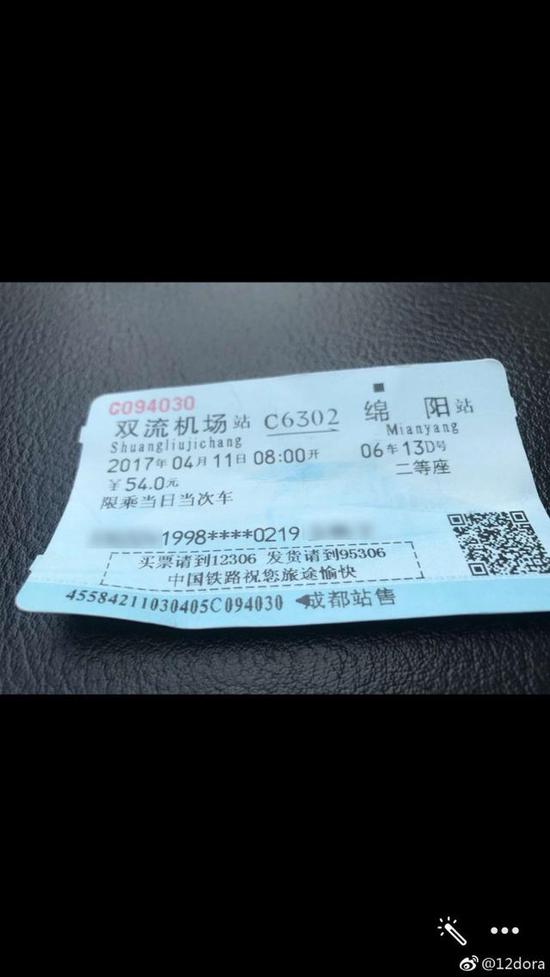 C094030
双流机场站 C6302 绵阳站
Shuangliujichang Mianyang
2017年04月11日08:00开 06车13D号
￥54.0元 二等座
限乘当日当次车
1998****0219
买票请到12306 发货请到95306
中国铁路祝您旅途愉快
45584211030405C094030 成都站售
@12dora